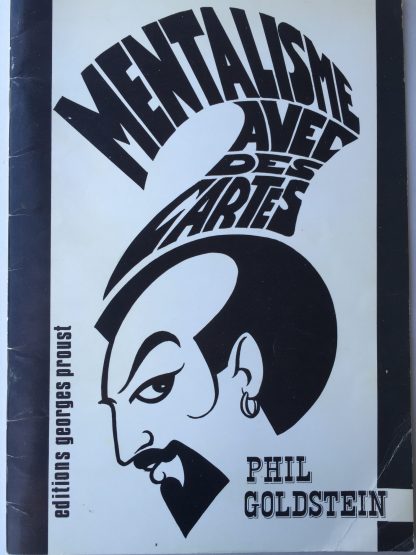 MENTALISME
AVEC
DES
CARTES
editions georges proust
PHIL
GOLDSTEIN